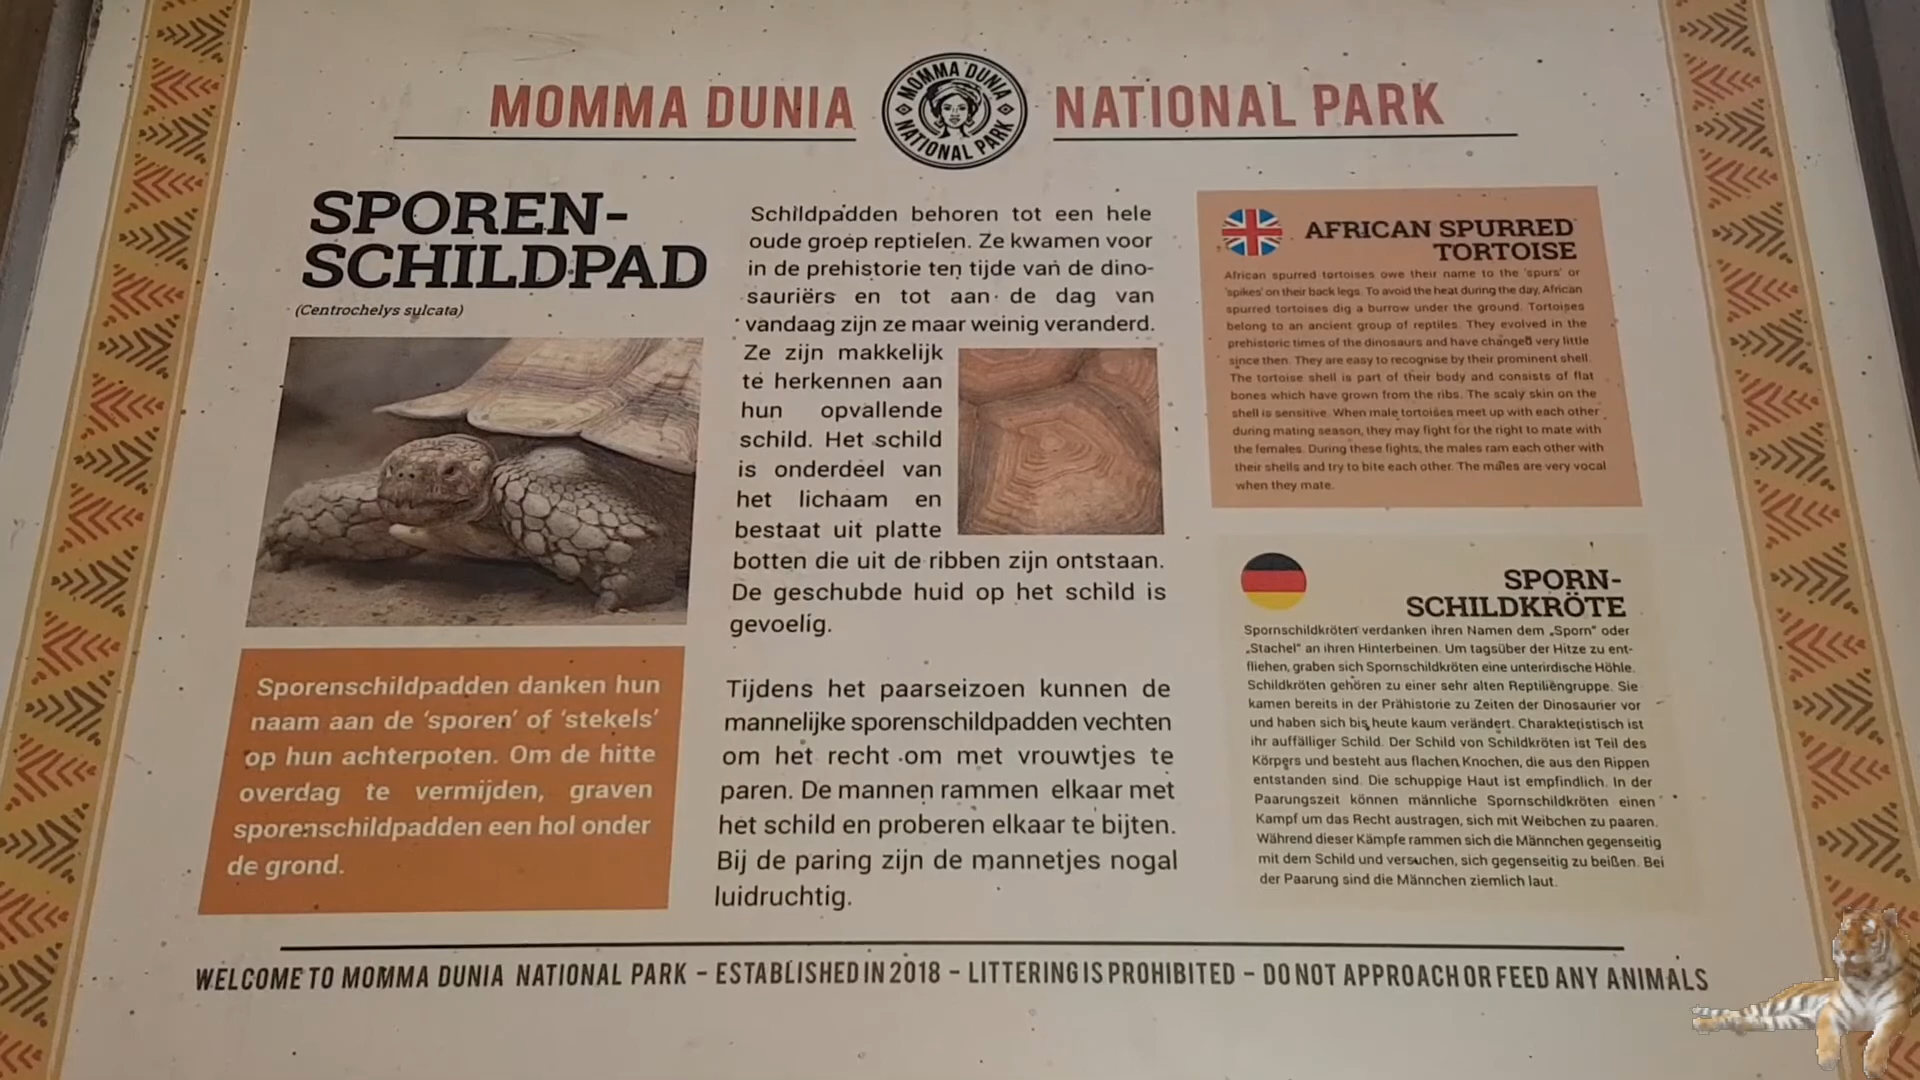 MOMMA DUNIA
MOMMA DUNIA
NATIONAL PARK
NATIONAL PARK
SPOREN-
SCHILDPAD
(Centrochelys sulcata)
Sporenschildpadden danken hun
naam aan de ‘sporen’ of ‘stekels’
op hun achterpoten. Om de hitte
overdag te vermijden, graven
sporenschildpadden een hol onder
de grond.
Schildpadden behoren tot een hele
oude groep reptielen. Ze kwamen voor
in de prehistorie ten tijde van de dino-
sauriërs en tot aan de dag van
vandaag zijn ze maar weinig veranderd.
Ze zijn makkelijk
te herkennen aan
hun opvallende
schild. Het schild
is onderdeel van
het lichaam en
bestaat uit platte
botten die uit de ribben zijn ontstaan.
De geschubde huid op het schild is
gevoelig.
Tijdens het paarseizoen kunnen de
mannelijke sporenschildpadden vechten
om het recht om met vrouwtjes te
paren. De mannen rammen elkaar met
het schild en proberen elkaar te bijten.
Bij de paring zijn de mannetjes nogal
luidruchtig.
AFRICAN SPURRED
TORTOISE
African spurred tortoises owe their name to the 'spurs' or
'spikes' on their back legs. To avoid the heat during the day, African
spurred tortoises dig a burrow under the ground. Tortoises
belong to an ancient group of reptiles. They evolved in the
prehistoric times of the dinosaurs and have changed very little
since then. They are easy to recognise by their prominent shell.
The tortoise shell is part of their body and consists of flat
bones which have grown from the ribs. The scaly skin on the
shell is sensitive. When male tortoises meet up with each other
during mating season, they may fight for the right to mate with
the females. During these fights, the males ram each other with
their shells and try to bite each other. The males are very vocal
when they mate.
SPORN-
SCHILDKRÖTE
Spornschildkröten verdanken ihren Namen dem „Sporn“ oder
„Stachel“ an ihren Hinterbeinen. Um tagsüber der Hitze zu ent-
fliehen, graben sich Spornschildkröten eine unterirdische Höhle.
Schildkröten gehören zu einer sehr alten Reptiliengruppe. Sie
kamen bereits in der Prähistorie zu Zeiten der Dinosaurier vor
und haben sich bis heute kaum verändert. Charakteristisch ist
ihr auffälliger Schild. Der Schild von Schildkröten ist Teil des
Körpers und besteht aus flachen Knochen, die aus den Rippen
entstanden sind. Die schuppige Haut ist empfindlich. In der
Paarungszeit können männliche Spornschildkröten einen
Kampf um das Recht austragen, sich mit Weibchen zu paaren.
Während dieser Kämpfe rammen sich die Männchen gegenseitig
mit dem Schild und versuchen, sich gegenseitig zu beißen. Bei
der Paarung sind die Männchen ziemlich laut.
WELCOME TO MOMMA DUNIA NATIONAL PARK – ESTABLISHED IN 2018 – LITTERING IS PROHIBITED – DO NOT APPROACH OR FEED ANY ANIMALS